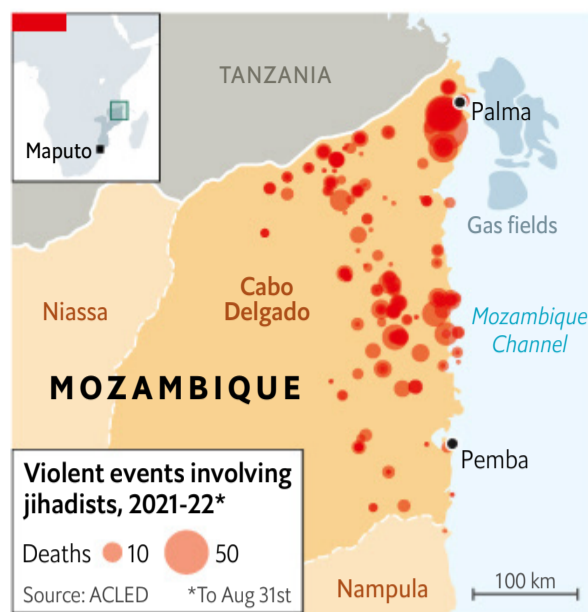 TANZANIA
Maputo
Palma
Gas fields
Niassa
Cabo
Delgado
Mozambique
Channel
MOZAMBIQUE
Pemba
Violent events involving
jihadists, 2021-22*
Deaths 10 50
Source: ACLED *To Aug 31st
Nampula
100 km